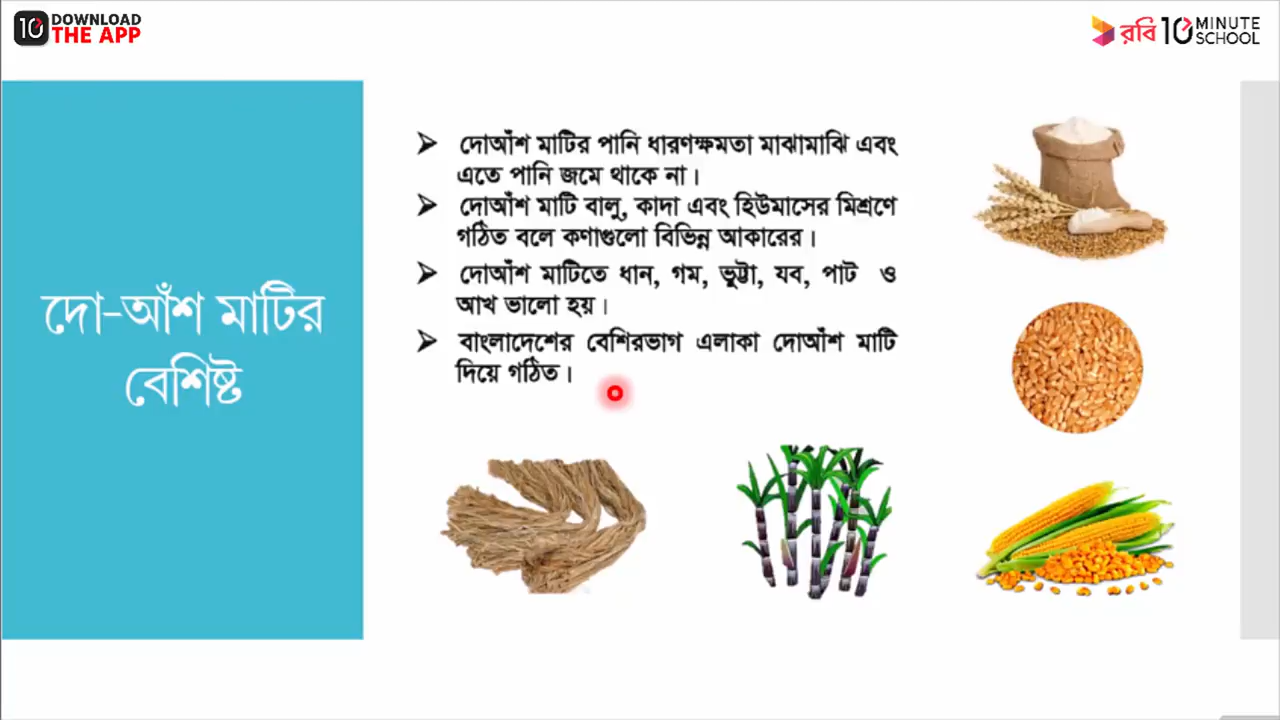 DOWNLOAD
THE APP
রবি 10 MINUTE
SCHOOL
দো-আঁশ মাটির
বেশিষ্ট
➢ দোআঁশ মাটির পানি ধারণক্ষমতা মাঝামাঝি এবং
এতে পানি জমে থাকে না।
➢ দোআঁশ মাটি বালু, কাদা এবং হিউমাসের মিশ্রণে
গঠিত বলে কণাগুলো বিভিন্ন আকারের।
➢ দোআঁশ মাটিতে ধান, গম, ভুট্টা, যব, পাট ও
আখ ভালো হয়।
➢ বাংলাদেশের বেশিরভাগ এলাকা দোআঁশ মাটি
দিয়ে গঠিত।